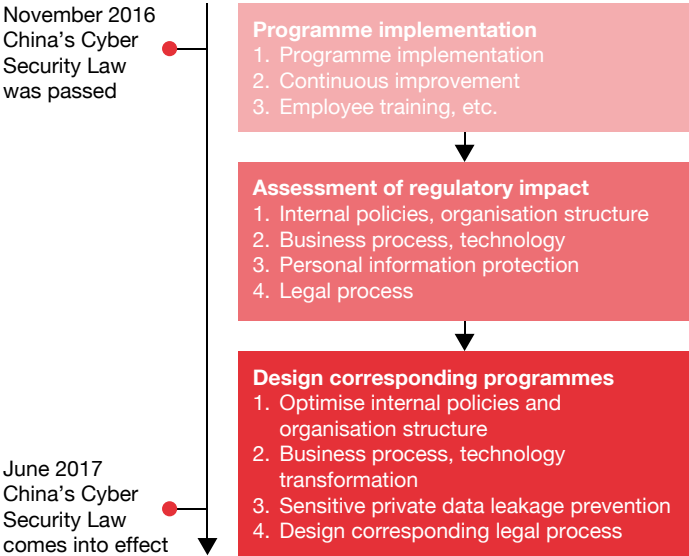 November 2016
China's Cyber
Security Law
was passed
Programme implementation
1. Programme implementation
2. Continuous improvement
3. Employee training, etc.
Assessment of regulatory impact
1. Internal policies, organisation structure
2. Business process, technology
3. Personal information protection
4. Legal process
Design corresponding programmes
1. Optimise internal policies and
organisation structure
2. Business process, technology
transformation
3. Sensitive private data leakage prevention
4. Design corresponding legal process
June 2017
China's Cyber
Security Law
comes into effect